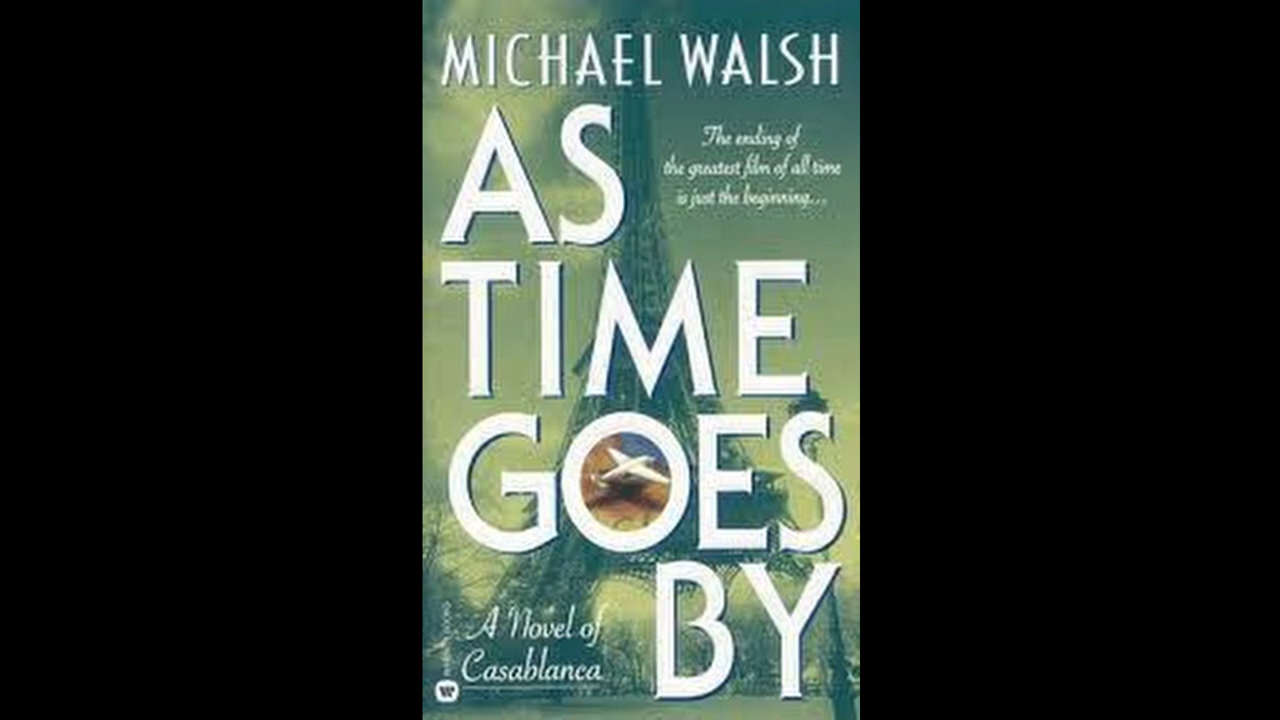 MICHAEL WALSH
AS
The ending of
the greatest film of all time
is just the beginning...
TIME
GOES
BY
A Novel of
Casablanca
W